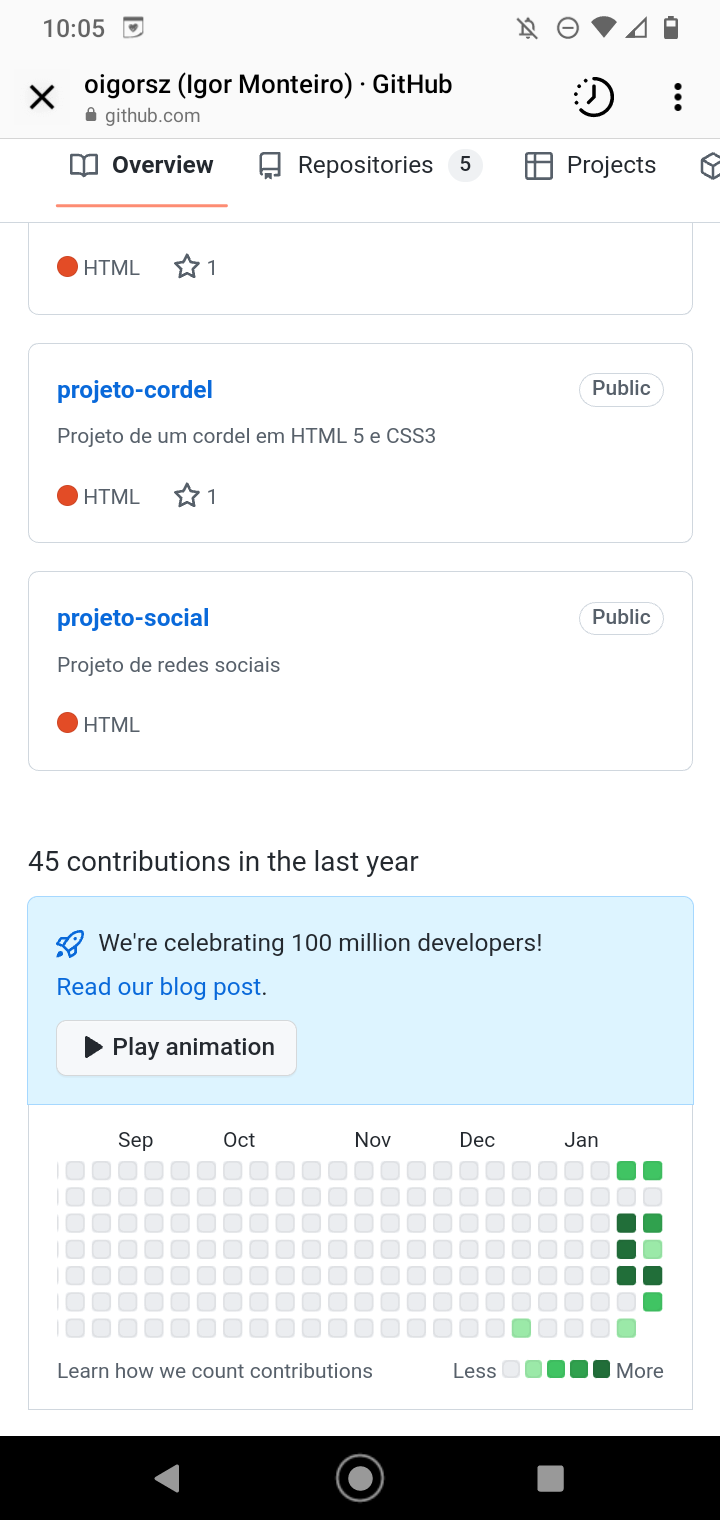 10:05
oigorsz (Igor Monteiro) · GitHub
github.com
Overview
Repositories 5
Projects
HTML 1
projeto-cordel Public
Projeto de um cordel em HTML 5 e CSS3
HTML 1
projeto-social Public
Projeto de redes sociais
HTML
45 contributions in the last year
We're celebrating 100 million developers!
Read our blog post.
Play animation
Sep Oct Nov Dec Jan
Learn how we count contributions Less More